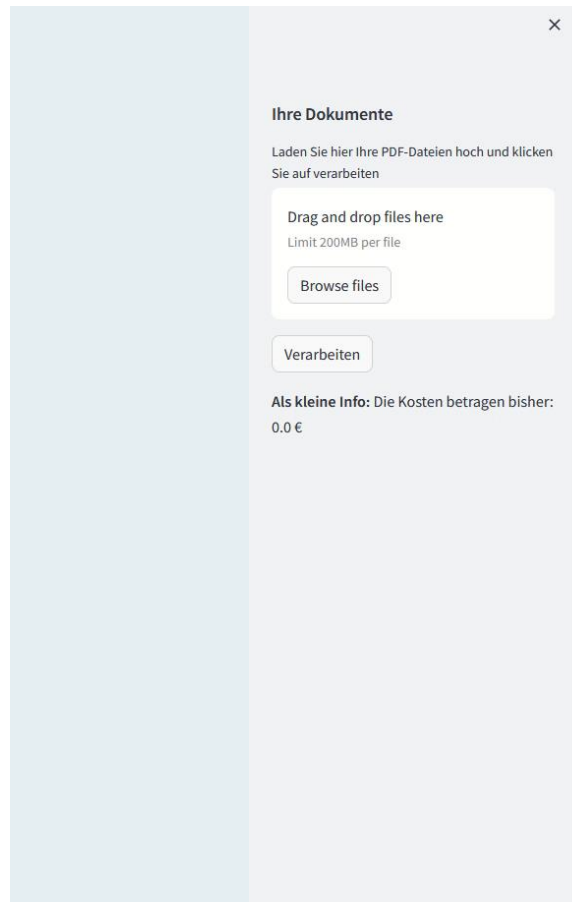 Ihre Dokumente
Laden Sie hier Ihre PDF-Dateien hoch und klicken
Sie auf verarbeiten
Drag and drop files here
Limit 200MB per file
Browse files
Verarbeiten
Als kleine Info: Die Kosten betragen bisher:
0.0 €